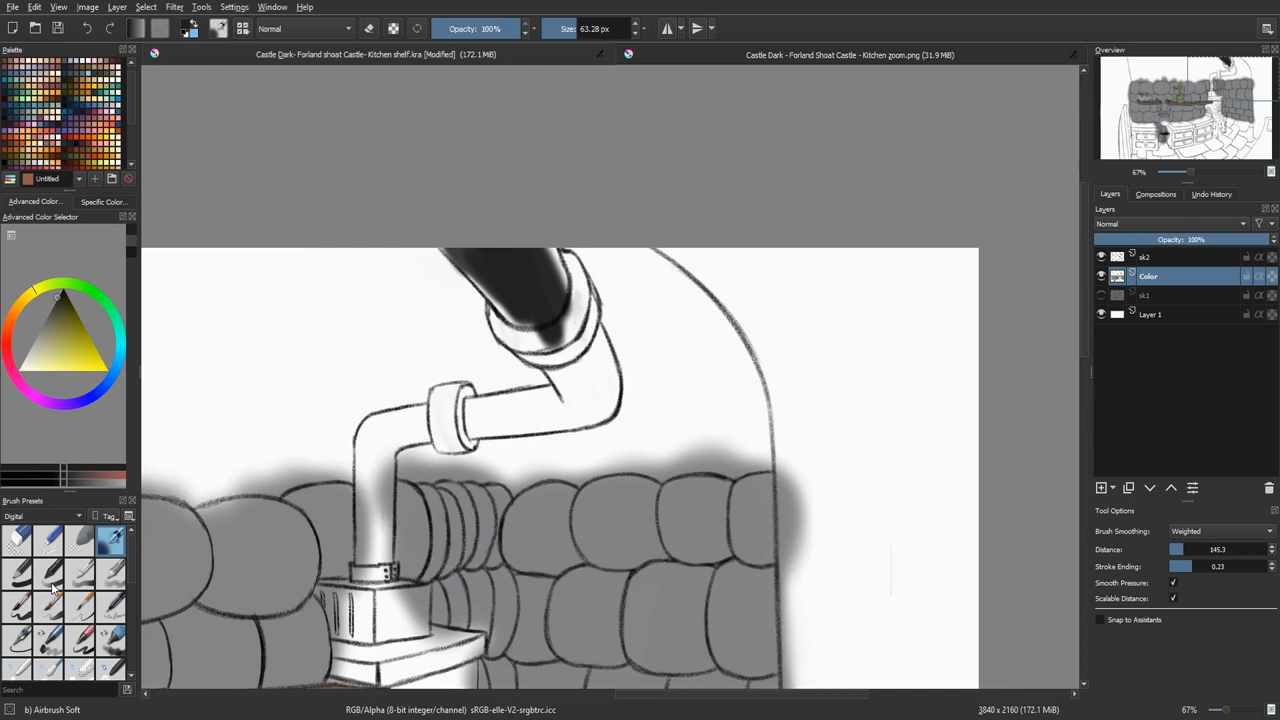 File Edit View Image Layer Select Filter Tools Settings Window Help
Normal Opacity: 100% Size: 63.28 px
Palette
Castle Dark- Forland shoat Castle- Kitchen shelf.kra [Modified] (172.1 MiB)
Castle Dark - Forland Shoat Castle - Kitchen zoom.png (31.9 MiB)
Overview
67%
Untitled
Advanced Color... Specific Color...
Layers Compositions Undo History
Advanced Color Selector
Layers
Normal
Opacity: 100%
sk2
Color
sk1
Layer 1
Brush Presets
Digital Tag
Tool Options
Brush Smoothing: Weighted
Distance: 145.3
Stroke Ending: 0.23
Smooth Pressure:
Scalable Distance:
Snap to Assistants
Search
b) Airbrush Soft RGB/Alpha (8-bit integer/channel) sRGB-elle-V2-srgbtrc.icc 3840 x 2160 (172.1 MiB) 67%